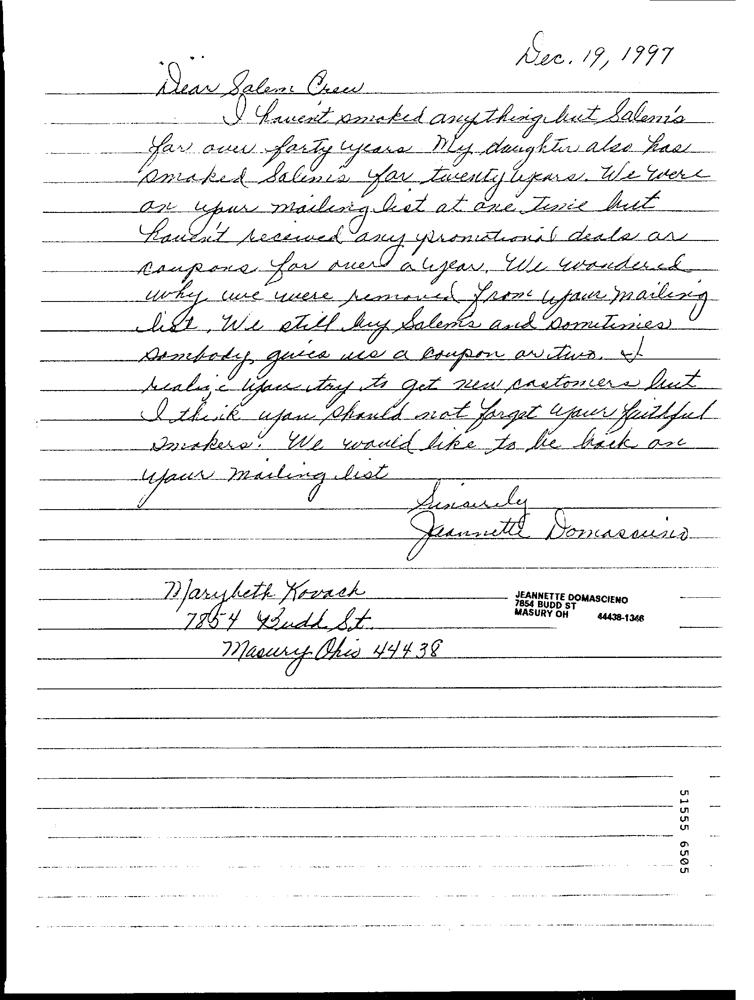 Dec. 19, 1997
Dear Salem Crew
I haven't smoked anything but Salem's
for over forty years My daughter also has
smoked Salem's for twenty years. We were
on your mailing list at one time but
haven't received any promotional deals or
coupons for over a year. We wondered
why we were removed from your mailing
list. We still buy Salems and sometimes
sombody gives us a coupon or two. I
realize you try to get new costomers but
I think you should not forget your faithful
smokers! We would like to be back on
your mailing list
Sincerely
Jeannette Domascieno
Marybeth Kovach
7854 Budd St.
Masury Ohio 44438
JEANNETTE DOMASCIENO
7854 BUDD ST
MASURY OH 44438-1346
51555 6505